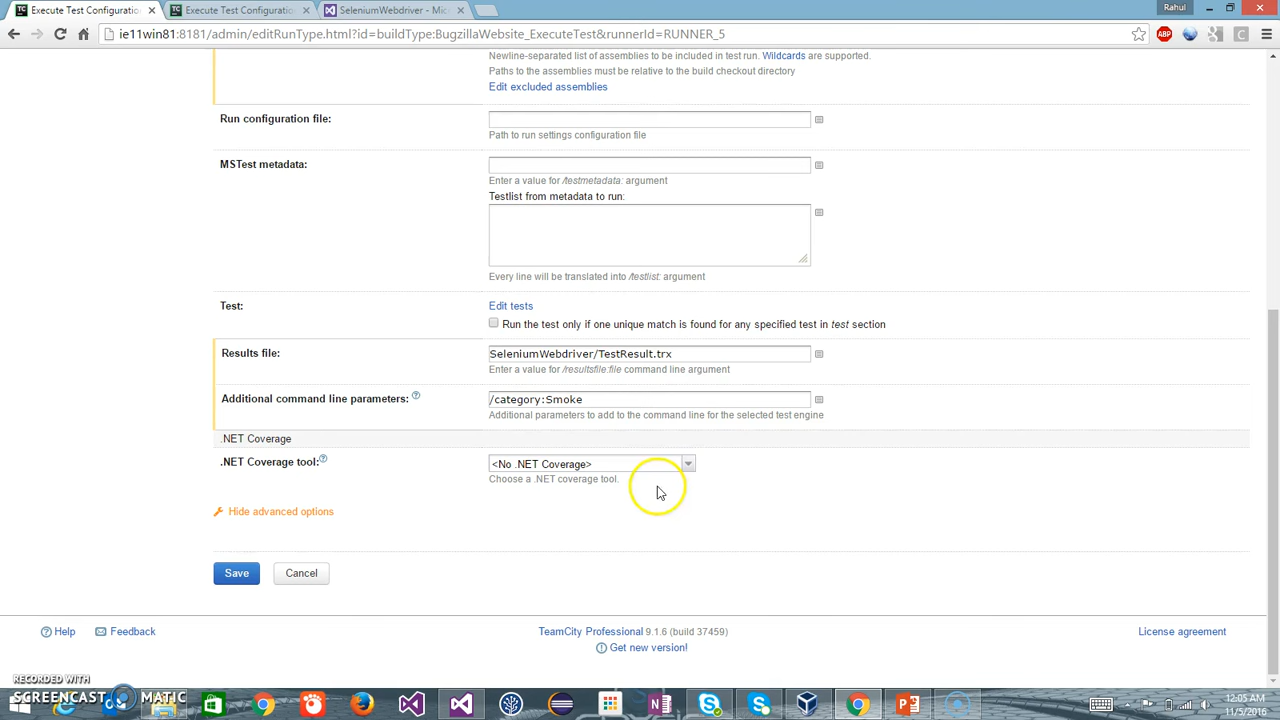 Execute Test Configuratio
Execute Test Configuration
SeleniumWebdriver - Micr
Rahul
ie11win81:8181/admin/editRunType.html?id=buildType:BugzillaWebsite_ExecuteTest&runnerId=RUNNER_5
Newline-separated list of assemblies to be included in test run. Wildcards are supported.
Paths to the assemblies must be relative to the build checkout directory
Edit excluded assemblies
Run configuration file:
Path to run settings configuration file
MSTest metadata:
Enter a value for /testmetadata: argument
Testlist from metadata to run:
Every line will be translated into /testlist: argument
Test:
Edit tests
Run the test only if one unique match is found for any specified test in test section
Results file:
SeleniumWebdriver/TestResult.trx
Enter a value for /resultsfile:file command line argument
Additional command line parameters:
/category:Smoke
Additional parameters to add to the command line for the selected test engine
.NET Coverage
.NET Coverage tool:
<No .NET Coverage>
Choose a .NET coverage tool.
Hide advanced options
Save
Cancel
Help
Feedback
TeamCity Professional 9.1.6 (build 37459)
License agreement
Get new version!
RECORDED WITH
SCREENCAST MATIC
12:05 AM
11/5/2016